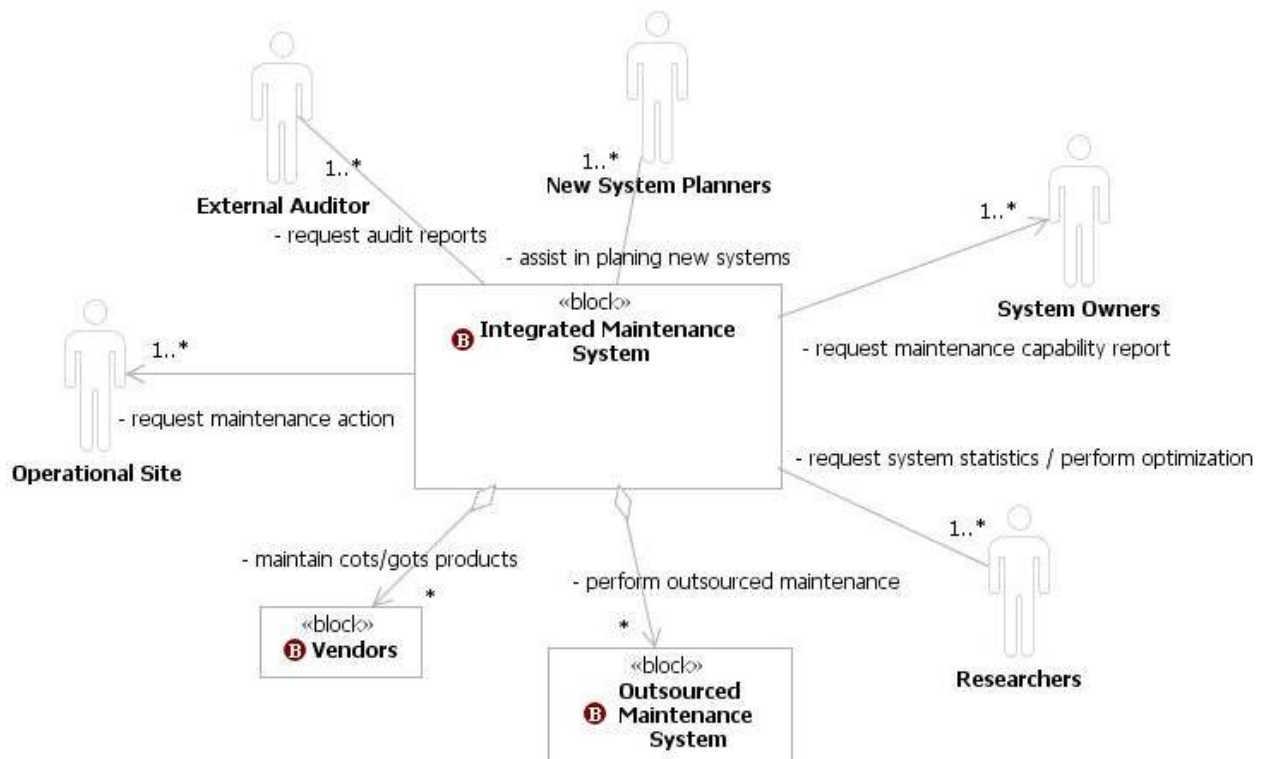 1..*
External Auditor
- request audit reports
1..*
New System Planners
- assist in planing new systems
1..*
System Owners
- request maintenance capability report
«block»
B Integrated Maintenance
System
1..*
- request maintenance action
Operational Site
- request system statistics / perform optimization
1..*
Researchers
- maintain cots/gots products
*
«block»
B Vendors
- perform outsourced maintenance
*
«block»
Outsourced
B Maintenance
System